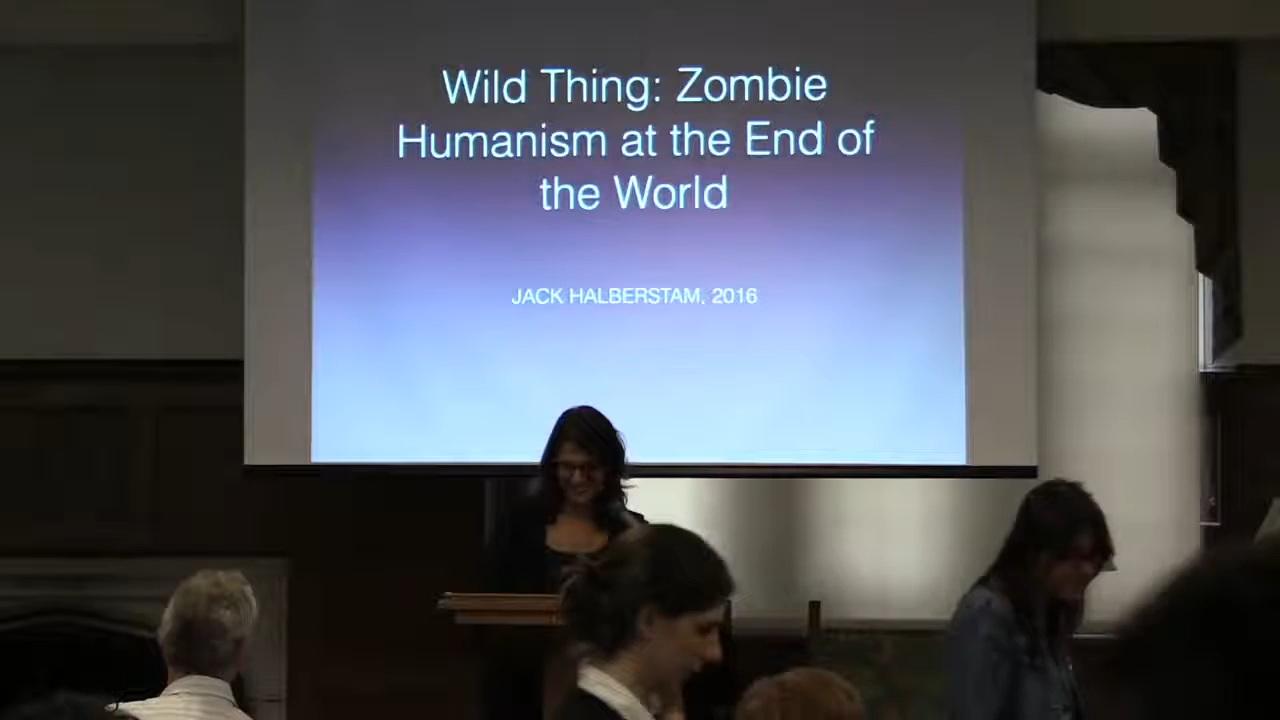 Wild Thing: Zombie
Humanism at the End of
the World
JACK HALBERSTAM, 2016